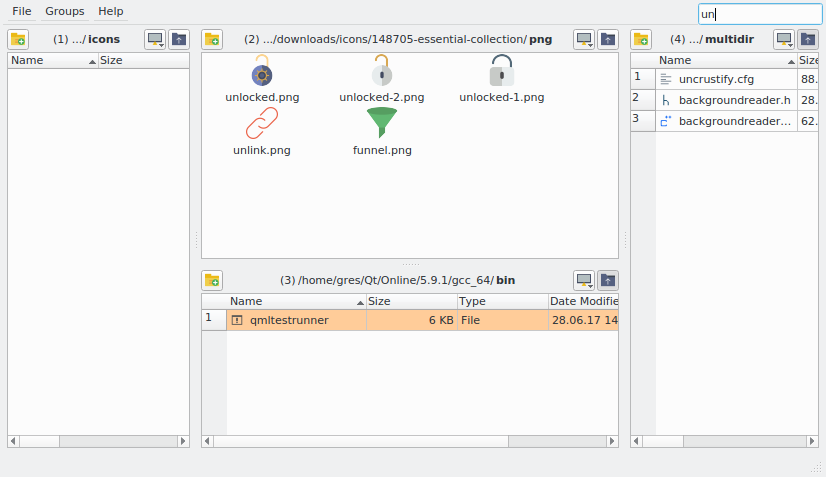 File Groups Help
un
(1) .../icons
Name Size
(2) .../downloads/icons/148705-essential-collection/png
unlocked.png unlocked-2.png unlocked-1.png
unlink.png funnel.png
(3) /home/gres/Qt/Online/5.9.1/gcc_64/bin
Name Size Type Date Modifie
1 qmltestrunner 6 KB File 28.06.17 14
(4) .../multidir
Name Size
1 uncrustify.cfg 88.
2 backgroundreader.h 28.
3 backgroundreader... 62.